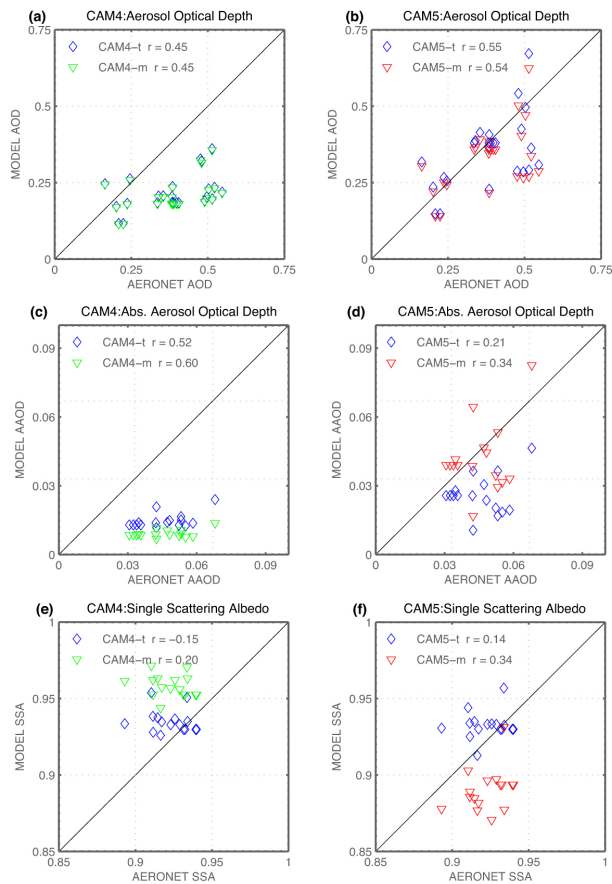 (a) CAM4:Aerosol Optical Depth
0.75
CAM4-t r = 0.45
CAM4-m r = 0.45
0.5
MODEL AOD
0.25
0
0 0.25 0.5 0.75
AERONET AOD
(b) CAM5:Aerosol Optical Depth
0.75
CAM5-t r = 0.55
CAM5-m r = 0.54
0.5
MODEL AOD
0.25
0
0 0.25 0.5 0.75
AERONET AOD
(c) CAM4:Abs. Aerosol Optical Depth
0.09
CAM4-t r = 0.52
CAM4-m r = 0.60
0.06
MODEL AAOD
0.03
0
0 0.03 0.06 0.09
AERONET AAOD
(d) CAM5:Abs. Aerosol Optical Depth
0.09
CAM5-t r = 0.21
CAM5-m r = 0.34
0.06
MODEL AAOD
0.03
0
0 0.03 0.06 0.09
AERONET AAOD
(e) CAM4:Single Scattering Albedo
1
CAM4-t r = -0.15
CAM4-m r = 0.20
0.95
MODEL SSA
0.9
0.85
0.85 0.9 0.95 1
AERONET SSA
(f) CAM5:Single Scattering Albedo
1
CAM5-t r = 0.14
CAM5-m r = 0.34
0.95
MODEL SSA
0.9
0.85
0.85 0.9 0.95 1
AERONET SSA